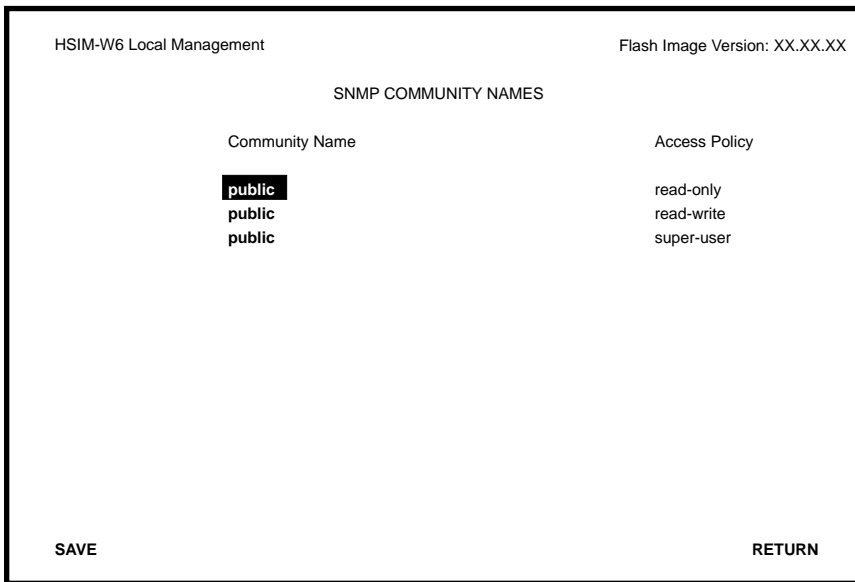 HSIM-W6 Local Management Flash Image Version: XX.XX.XX
SNMP COMMUNITY NAMES
Community Name Access Policy
public read-only
public read-write
public super-user
SAVE RETURN